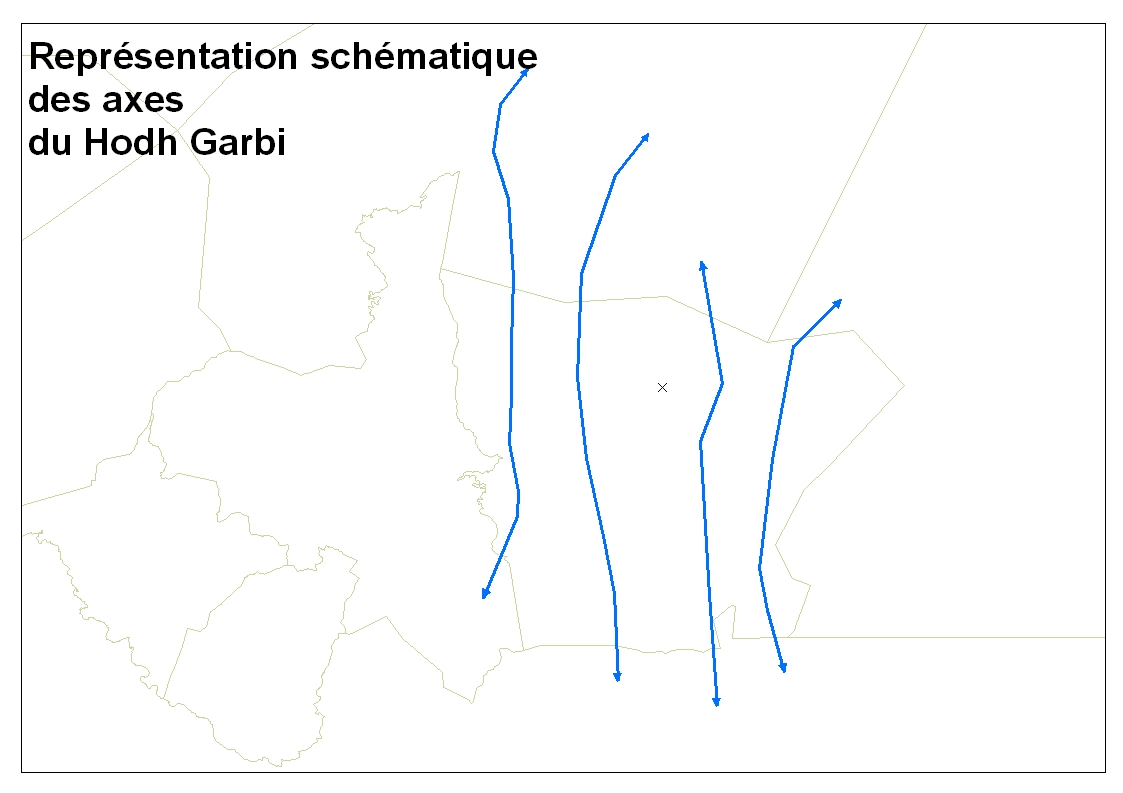 Représentation schématique
des axes
du Hodh Garbi